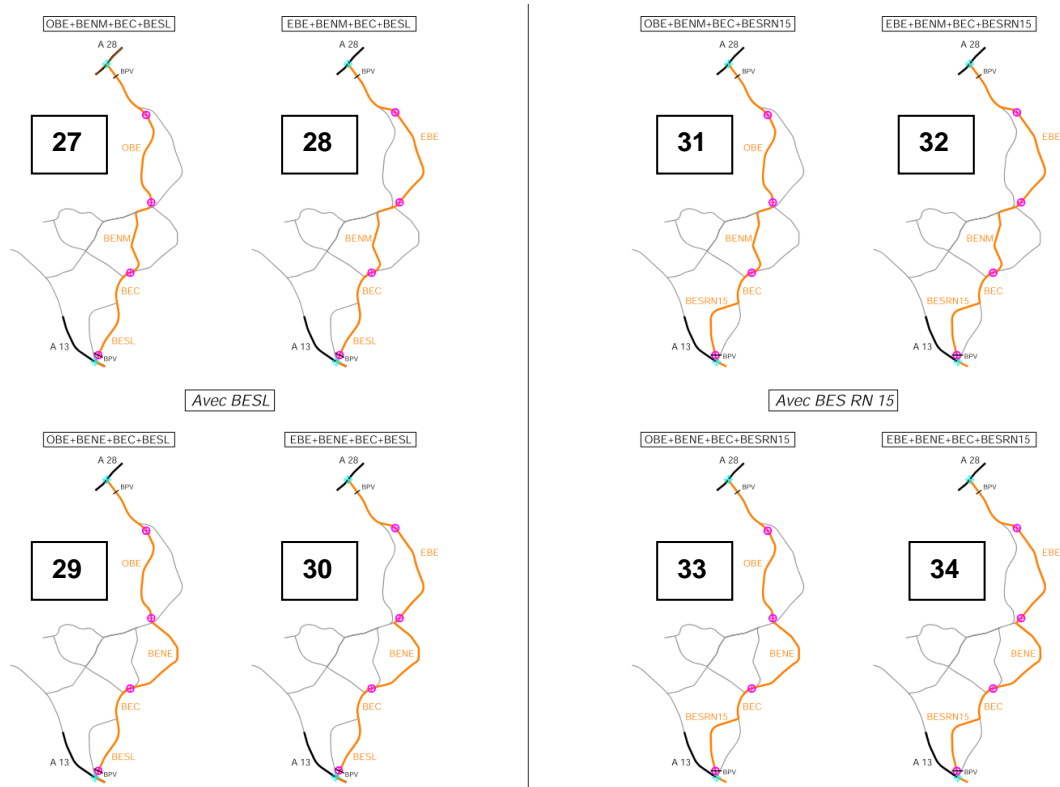 OBE+BENM+BEC+BESL
A 28
BPV
27
OBE
BENM
BEC
BESL
A 13
BPV
EBE+BENM+BEC+BESL
A 28
BPV
28
EBE
BENM
BEC
BESL
A 13
BPV
Avec BESL
OBE+BENE+BEC+BESL
A 28
BPV
29
OBE
BENE
BEC
BESL
A 13
BPV
EBE+BENE+BEC+BESL
A 28
BPV
30
EBE
BENE
BEC
BESL
A 13
BPV
OBE+BENM+BEC+BESRN15
A 28
BPV
31
OBE
BENM
BEC
BESRN15
A 13
BPV
EBE+BENM+BEC+BESRN15
A 28
BPV
32
EBE
BENM
BEC
BESRN15
A 13
BPV
Avec BES RN 15
OBE+BENE+BEC+BESRN15
A 28
BPV
33
OBE
BENE
BEC
BESRN15
A 13
BPV
EBE+BENE+BEC+BESRN15
A 28
BPV
34
EBE
BENE
BEC
BESRN15
A 13
BPV